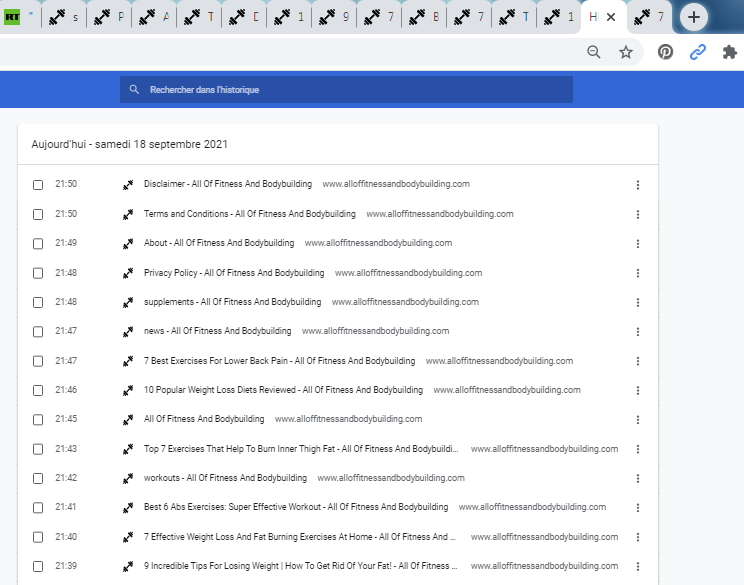 RT " s P A T D 1 9 7 B 7 T 1 H 7
Rechercher dans l'historique
Aujourd'hui - samedi 18 septembre 2021
21:50 Disclaimer - All Of Fitness And Bodybuilding www.alloffitnessandbodybuilding.com
21:50 Terms and Conditions - All Of Fitness And Bodybuilding www.alloffitnessandbodybuilding.com
21:49 About - All Of Fitness And Bodybuilding www.alloffitnessandbodybuilding.com
21:48 Privacy Policy - All Of Fitness And Bodybuilding www.alloffitnessandbodybuilding.com
21:48 supplements - All Of Fitness And Bodybuilding www.alloffitnessandbodybuilding.com
21:47 news - All Of Fitness And Bodybuilding www.alloffitnessandbodybuilding.com
21:47 7 Best Exercises For Lower Back Pain - All Of Fitness And Bodybuilding www.alloffitnessandbodybuilding.com
21:46 10 Popular Weight Loss Diets Reviewed - All Of Fitness And Bodybuilding www.alloffitnessandbodybuilding.com
21:45 All Of Fitness And Bodybuilding www.alloffitnessandbodybuilding.com
21:43 Top 7 Exercises That Help To Burn Inner Thigh Fat - All Of Fitness And Bodybuildi... www.alloffitnessandbodybuilding.com
21:42 workouts - All Of Fitness And Bodybuilding www.alloffitnessandbodybuilding.com
21:41 Best 6 Abs Exercises: Super Effective Workout - All Of Fitness And Bodybuilding www.alloffitnessandbodybuilding.com
21:40 7 Effective Weight Loss And Fat Burning Exercises At Home - All Of Fitness And ... www.alloffitnessandbodybuilding.com
21:39 9 Incredible Tips For Losing Weight | How To Get Rid Of Your Fat! - All Of Fitness ... www.alloffitnessandbodybuilding.com